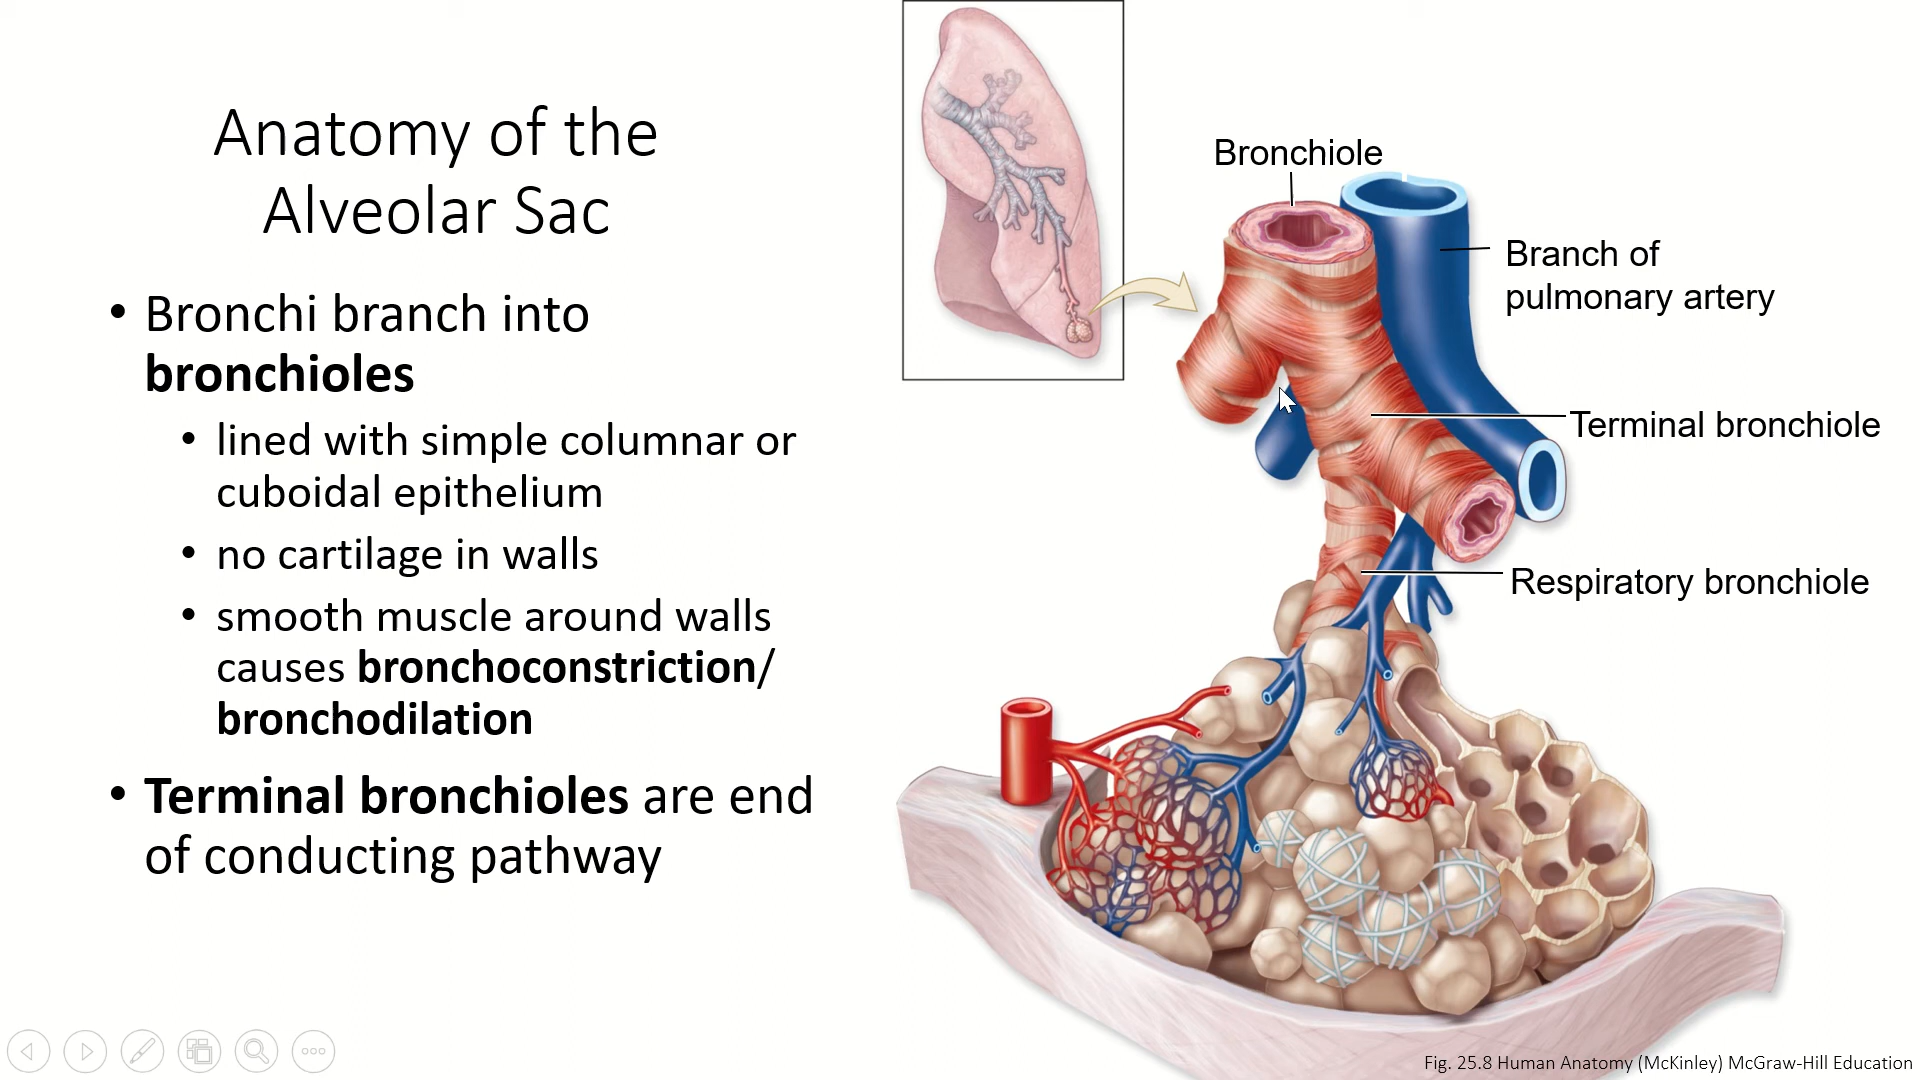 Anatomy of the
Alveolar Sac
• Bronchi branch into
bronchioles
• lined with simple columnar or
cuboidal epithelium
• no cartilage in walls
• smooth muscle around walls
causes bronchoconstriction/
bronchodilation
• Terminal bronchioles are end
of conducting pathway
Bronchiole
Branch of
pulmonary artery
Terminal bronchiole
Respiratory bronchiole
Fig. 25.8 Human Anatomy (McKinley) McGraw-Hill Education